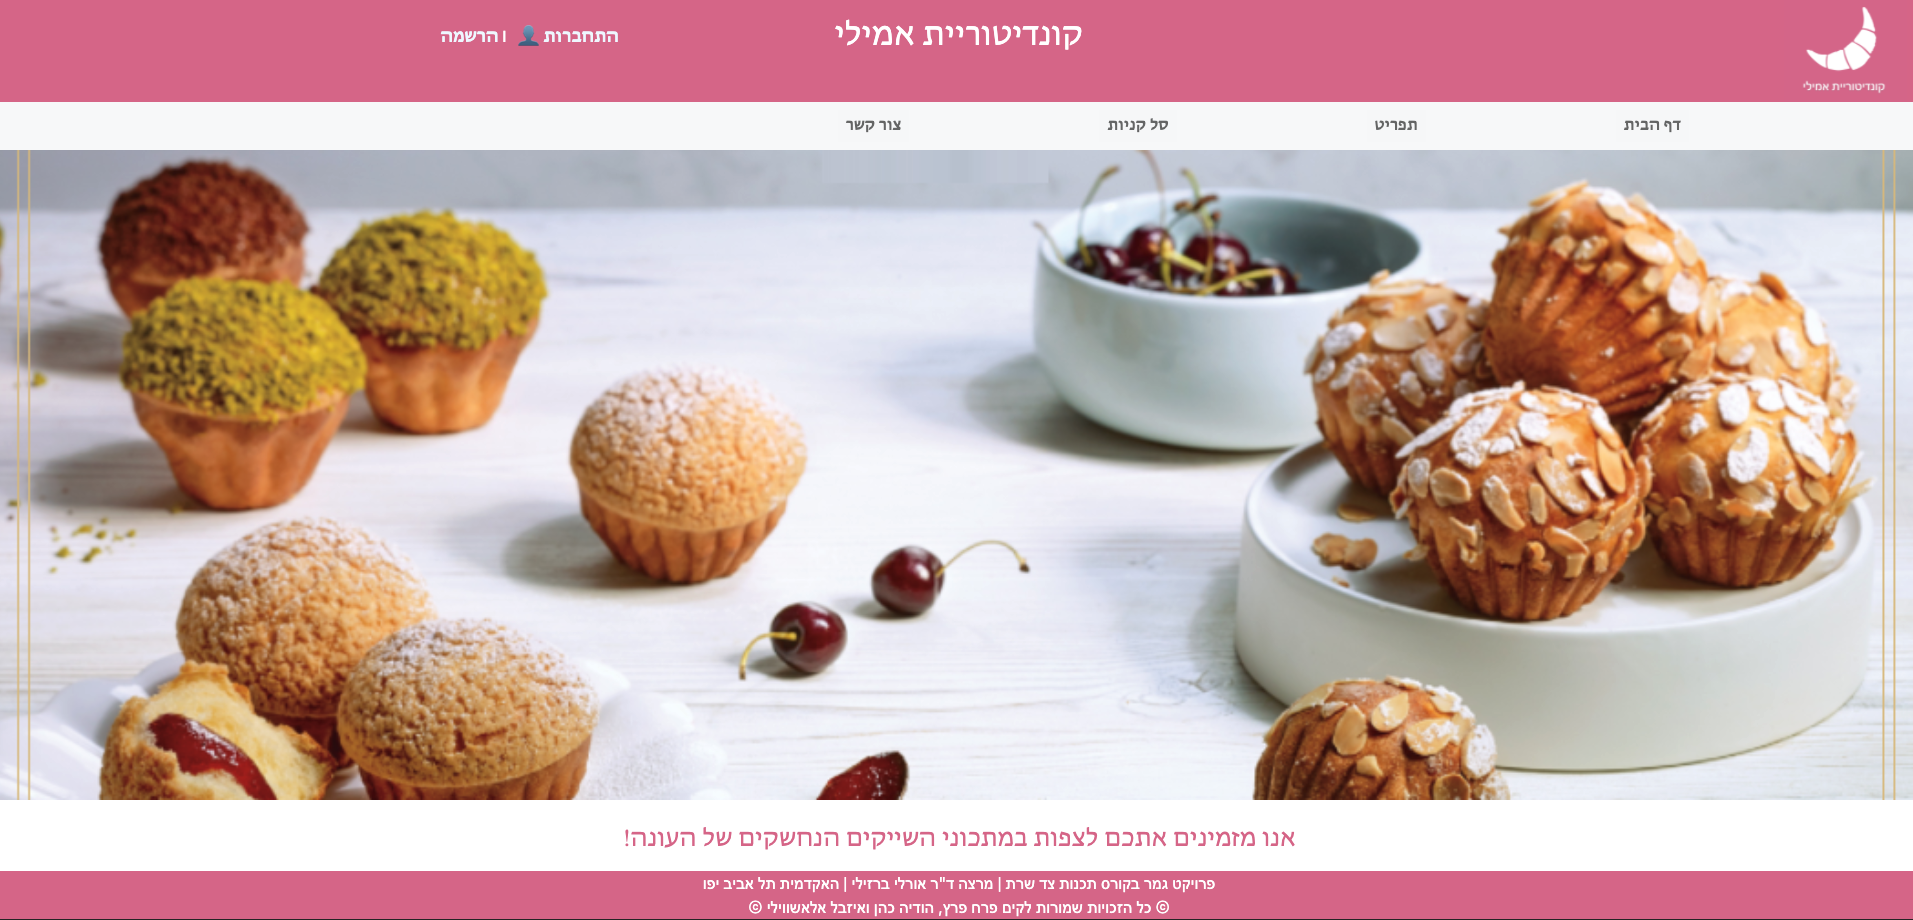 קונדיטוריית אמילי
קונדיטוריית אמילי
התחברות 👤 | הרשמה
דף הבית
תפריט
סל קניות
צור קשר
אנו מזמינים אתכם לצפות במתכוני השייקים הנחשקים של העונה!
פרויקט גמר בקורס תכנות צד שרת | מרצה ד"ר אורלי ברזילי | האקדמית תל אביב יפו
© כל הזכויות שמורות לקים פרח פרץ, הודיה כהן ואיזבל אלאשווילי ©